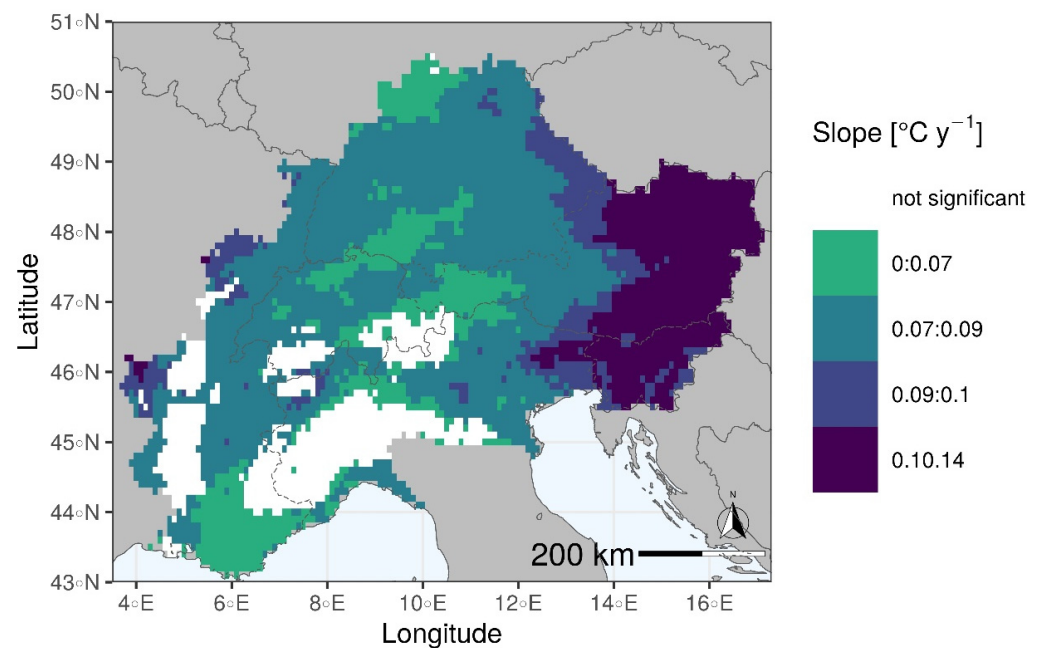 51◦N
50◦N
49◦N
48◦N
47◦N
46◦N
45◦N
44◦N
43◦N
Latitude
4◦E 6◦E 8◦E 10◦E 12◦E 14◦E 16◦E
Longitude
N
200 km
Slope [°C y⁻¹]
not significant
0:0.07
0.07:0.09
0.09:0.1
0.10.14